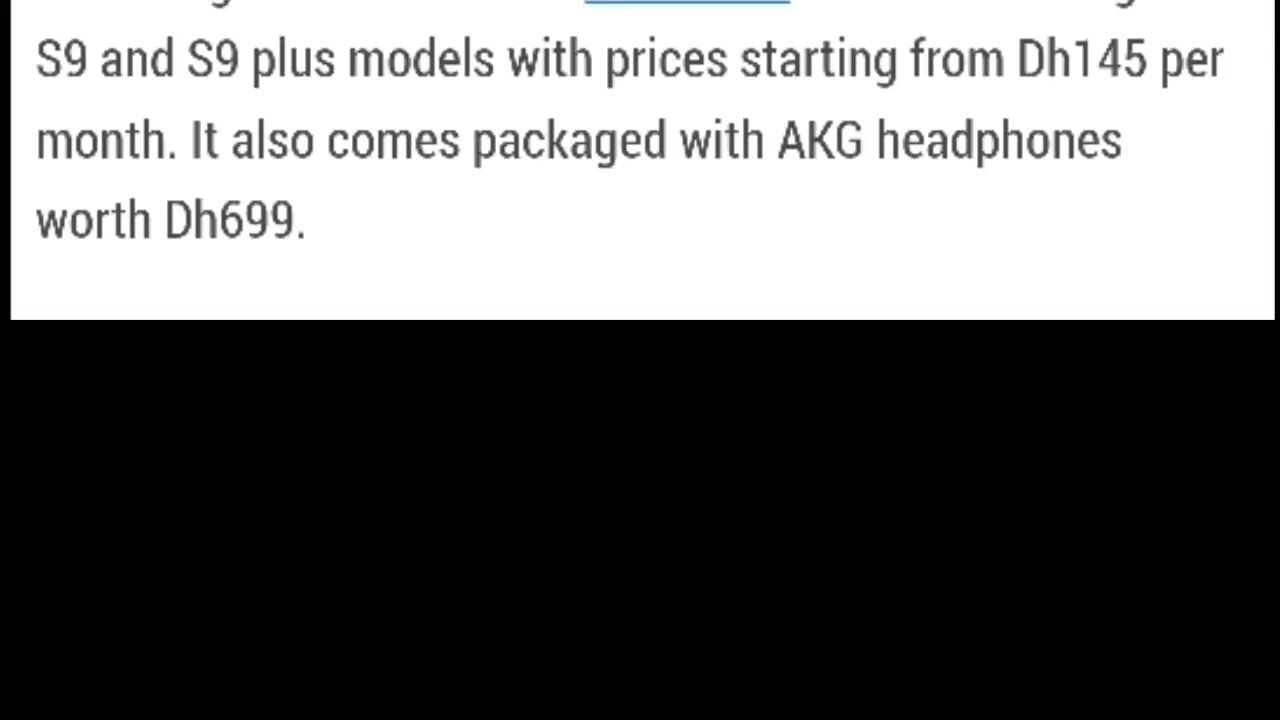 S9 and S9 plus models with prices starting from Dh145 per
month. It also comes packaged with AKG headphones
worth Dh699.